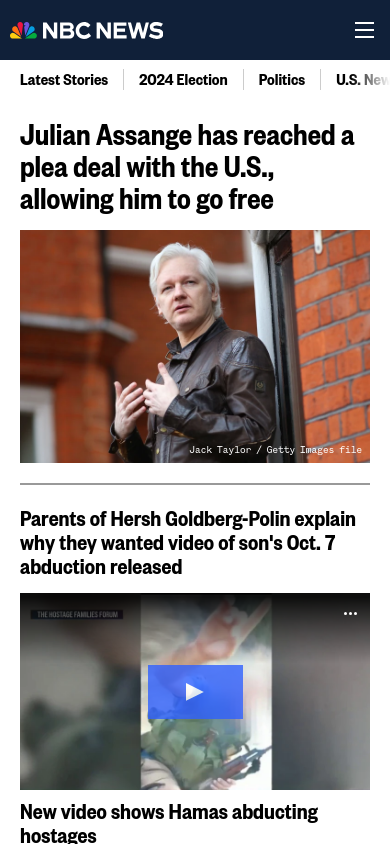 NBC NEWS
Latest Stories
2024 Election
Politics
U.S. New
Julian Assange has reached a
plea deal with the U.S.,
allowing him to go free
Jack Taylor / Getty Images file
Parents of Hersh Goldberg-Polin explain
why they wanted video of son's Oct. 7
abduction released
THE HOSTAGE FAMILIES FORUM
New video shows Hamas abducting
hostages